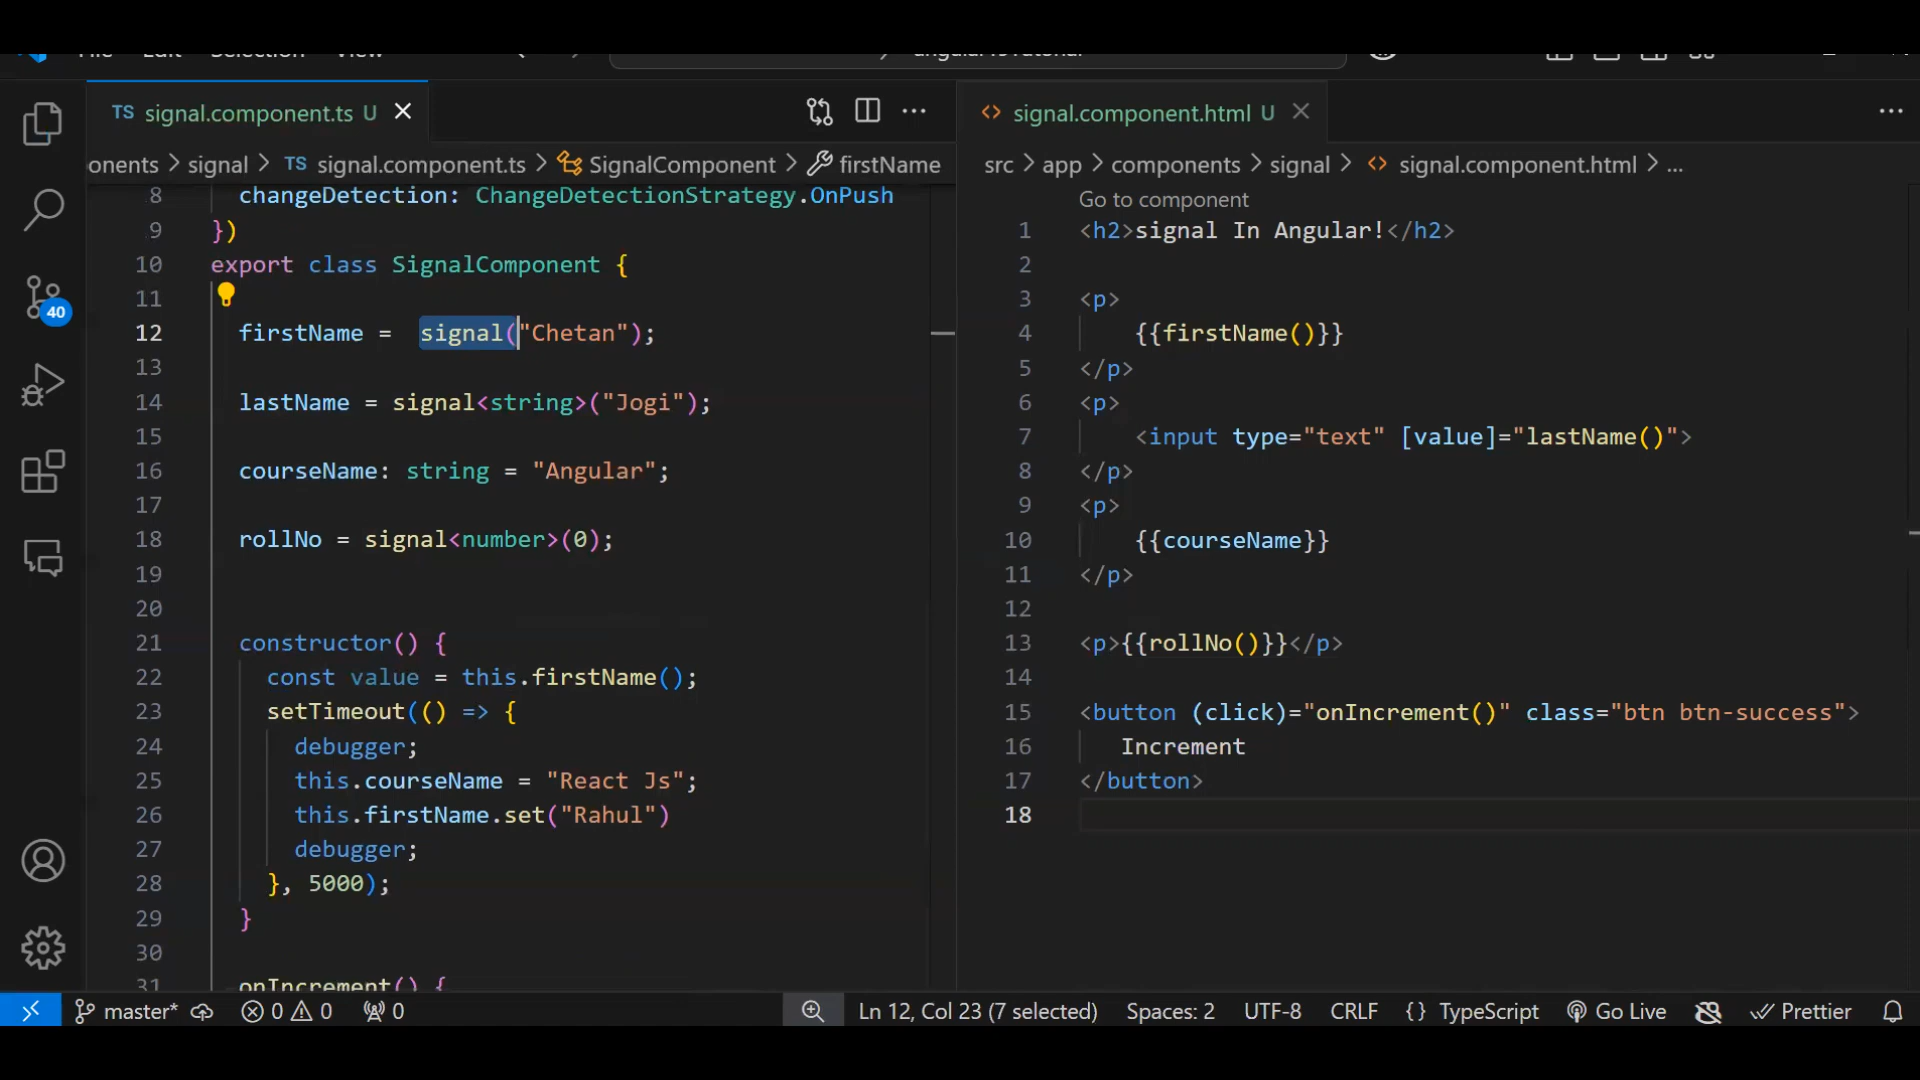 TS signal.component.ts U
onents > signal > TS signal.component.ts > SignalComponent > firstName
8 changeDetection: ChangeDetectionStrategy.OnPush
9 })
10 export class SignalComponent {
11
12 firstName = signal("Chetan");
13
14 lastName = signal<string>("Jogi");
15
16 courseName: string = "Angular";
17
18 rollNo = signal<number>(0);
19
20
21 constructor() {
22 const value = this.firstName();
23 setTimeout(() => {
24 debugger;
25 this.courseName = "React Js";
26 this.firstName.set("Rahul")
27 debugger;
28 }, 5000);
29 }
30
31 onIncrement() {
signal.component.html U
src > app > components > signal > signal.component.html > ...
Go to component
1 <h2>signal In Angular!</h2>
2
3 <p>
4 {{firstName()}}
5 </p>
6 <p>
7 <input type="text" [value]="lastName()">
8 </p>
9 <p>
10 {{courseName}}
11 </p>
12
13 <p>{{rollNo()}}</p>
14
15 <button (click)="onIncrement()" class="btn btn-success">
16 Increment
17 </button>
18
40
master* 0 0 0 Ln 12, Col 23 (7 selected) Spaces: 2 UTF-8 CRLF {} TypeScript Go Live Prettier